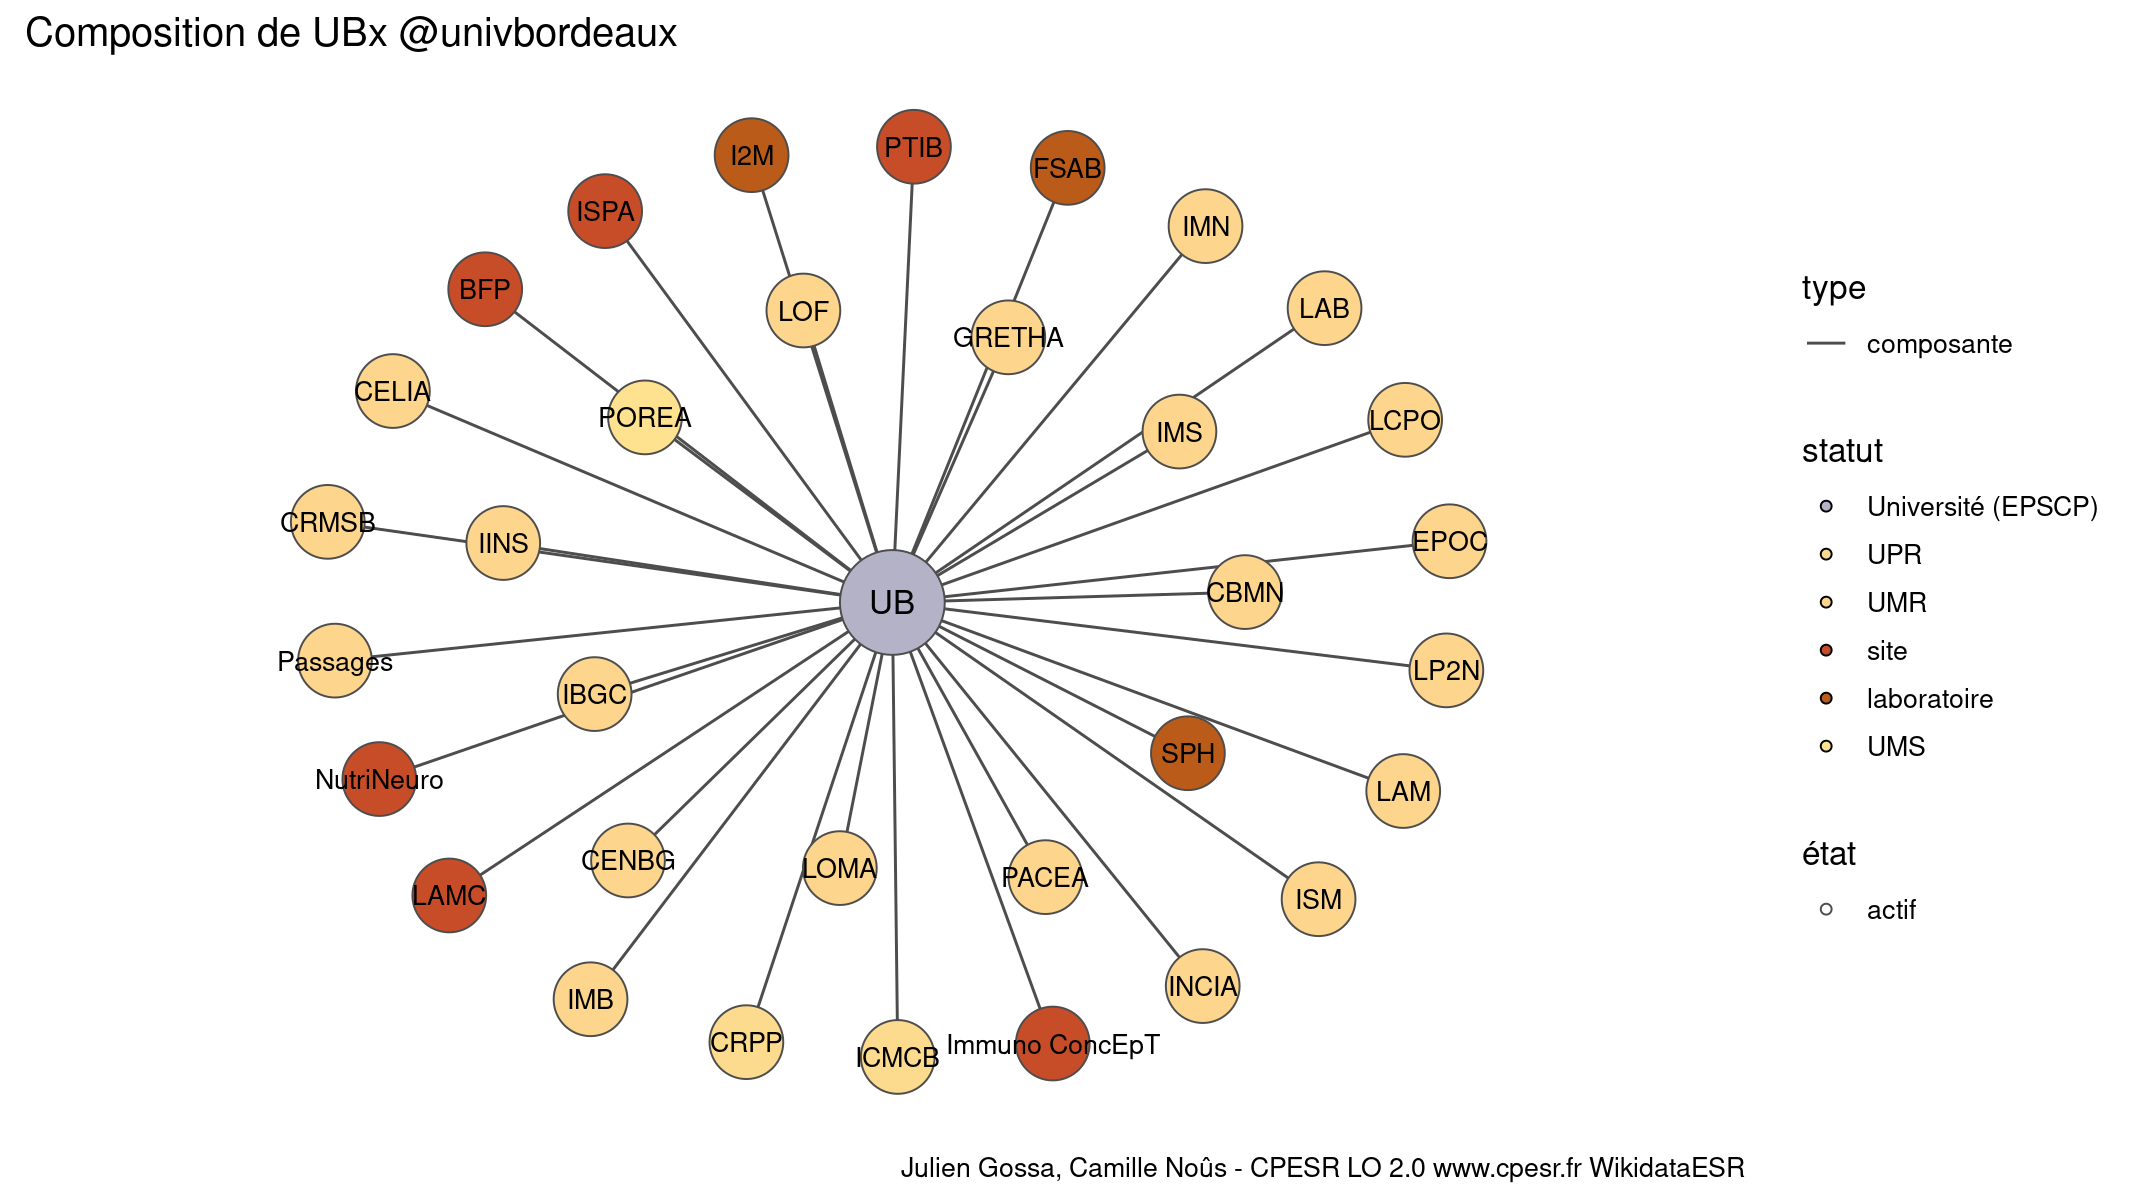 Composition de UBx @univbordeaux
PTIB
I2M
FSAB
ISPA
IMN
BFP
LAB
LOF
GRETHA
CELIA
POREA
LCPO
IMS
CRMSB
IINS
EPOC
CBMN
UB
Passages
LP2N
IBGC
SPH
NutriNeuro
LAM
CENBG
LOMA
PACEA
LAMC
ISM
INCIA
IMB
CRPP
ICMCB
Immuno ConcEpT
type
composante
statut
Université (EPSCP)
UPR
UMR
site
laboratoire
UMS
état
actif
Julien Gossa, Camille Noûs - CPESR LO 2.0 www.cpesr.fr WikidataESR